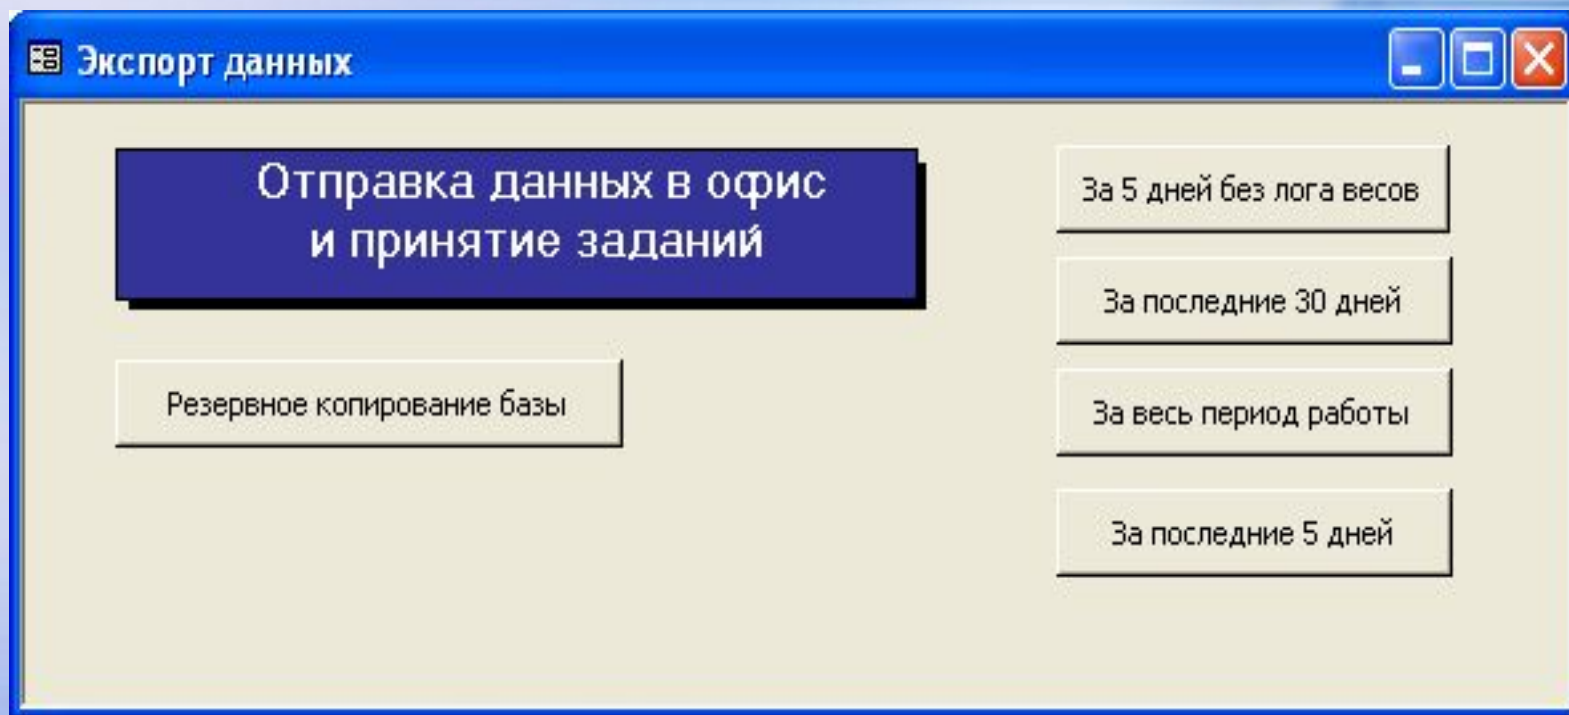 Экспорт данных
Отправка данных в офис
и принятие заданий
Резервное копирование базы
За 5 дней без лога весов
За последние 30 дней
За весь период работы
За последние 5 дней